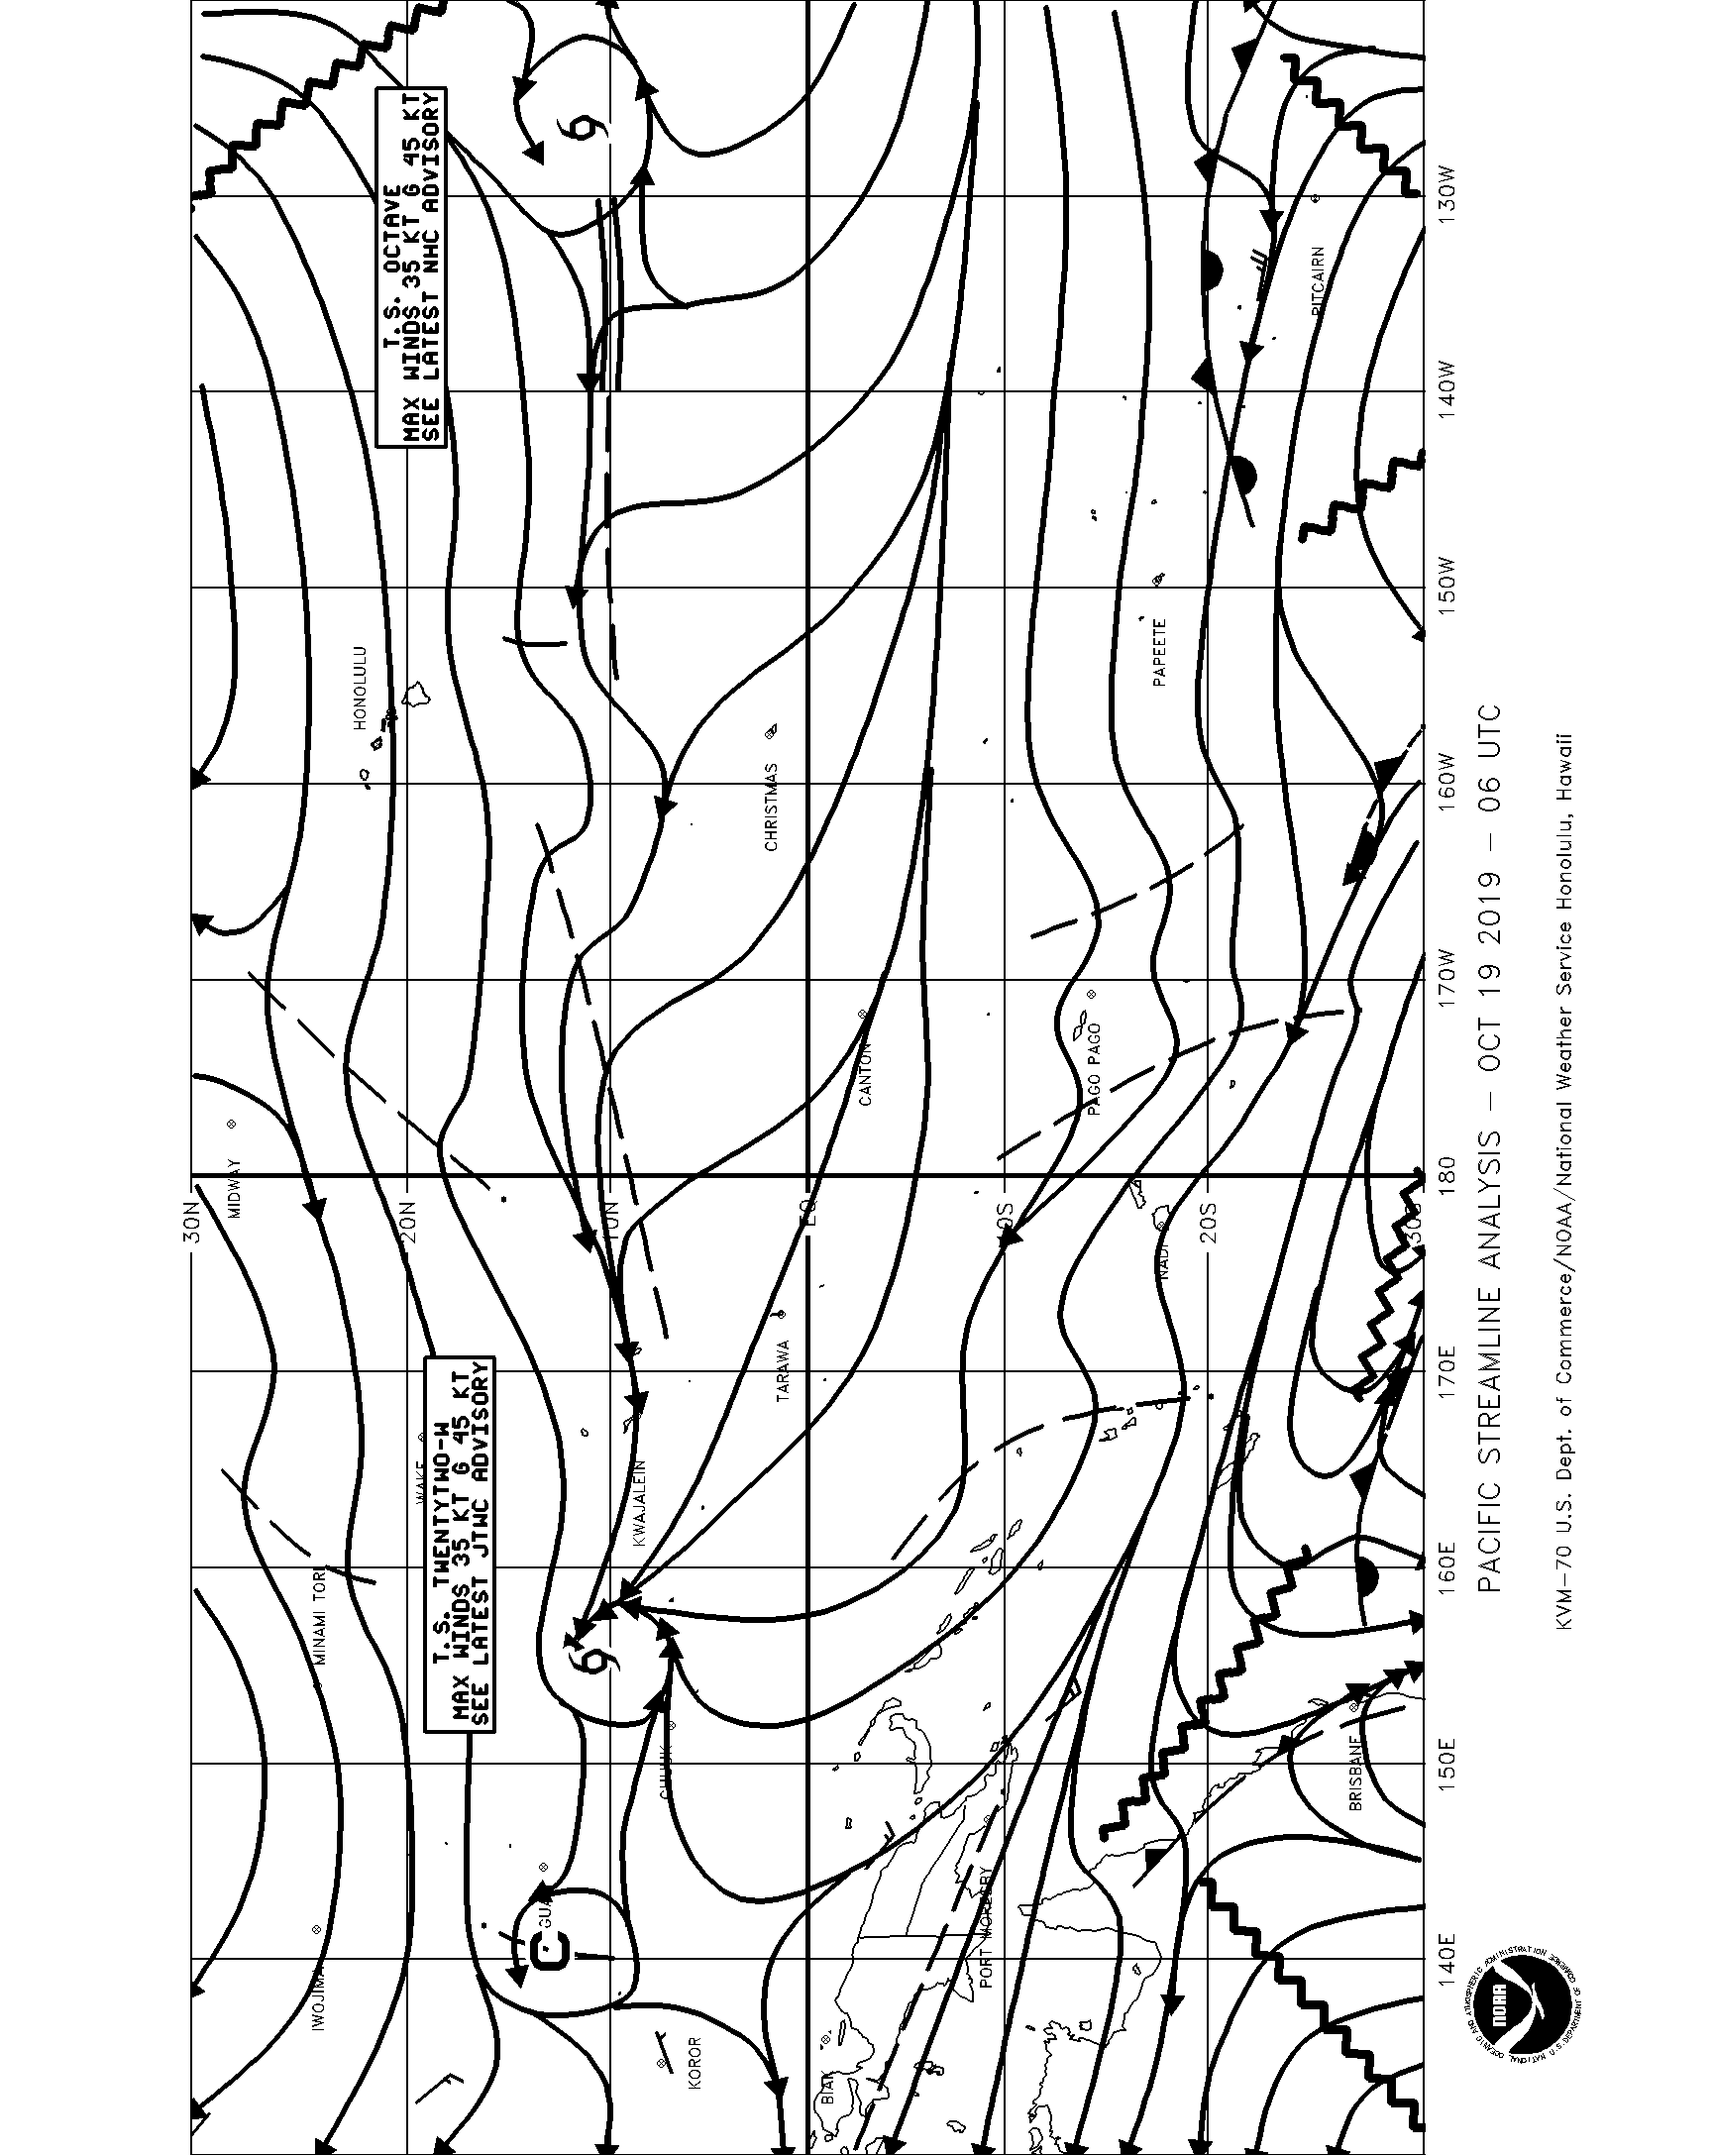 T.S. OCTAVE
MAX WINDS 35 KT G 45 KT
SEE LATEST NHC ADVISORY
T.S. TWENTYTWO-W
MAX WINDS 35 KT G 45 KT
SEE LATEST JTWC ADVISORY
30N
20N
10N
EQ
20S
30S
IWOJIMA
MINAMI TORI
MIDWAY
HONOLULU
WAKE
GUAM
C
KOROR
CHUUK
KWAJALEIN
TARAWA
CHRISTMAS
BIAK
CANTON
PORT MORESBY
PAGO PAGO
NADI
PAPEETE
BRISBANE
PITCAIRN
140E
150E
160E
170E
180
170W
160W
150W
140W
130W
PACIFIC STREAMLINE ANALYSIS – OCT 19 2019 – 06 UTC
KVM–70 U.S. Dept. of Commerce/NOAA/National Weather Service Honolulu, Hawaii
NOAA
NATIONAL OCEANIC AND ATMOSPHERIC ADMINISTRATION
U.S. DEPARTMENT OF COMMERCE